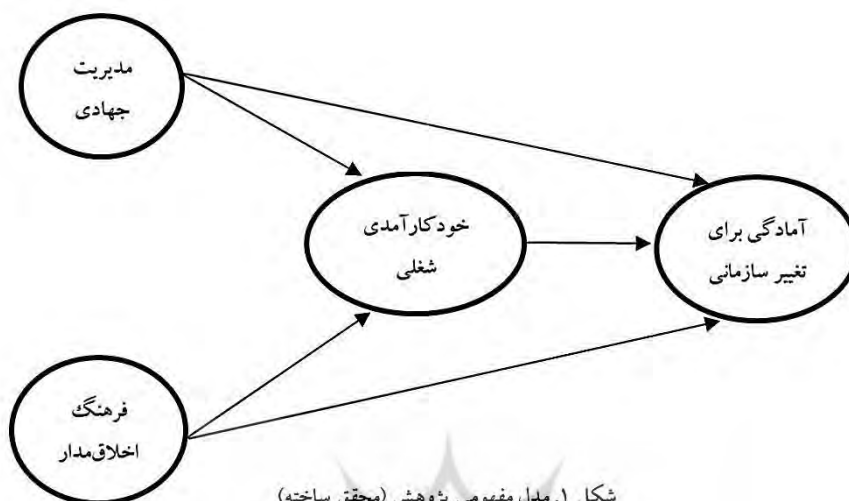 مدیریت
جهادی
خودکارآمدی
شغلی
آمادگی برای
تغییر سازمانی
فرهنگ
اخلاق‌مدار
شکل ۱. مدل مفهومی پژوهش (محقق ساخته)